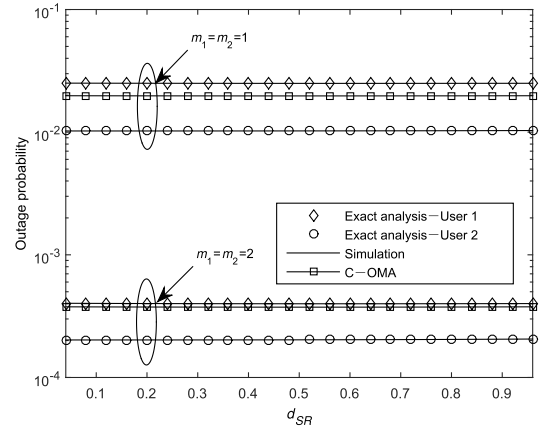 10⁻¹
m₁=m₂=1
10⁻²
Outage probability
Exact analysis—User 1
Exact analysis—User 2
Simulation
C—OMA
10⁻³
m₁=m₂=2
10⁻⁴
0.1 0.2 0.3 0.4 0.5 0.6 0.7 0.8 0.9
d_SR